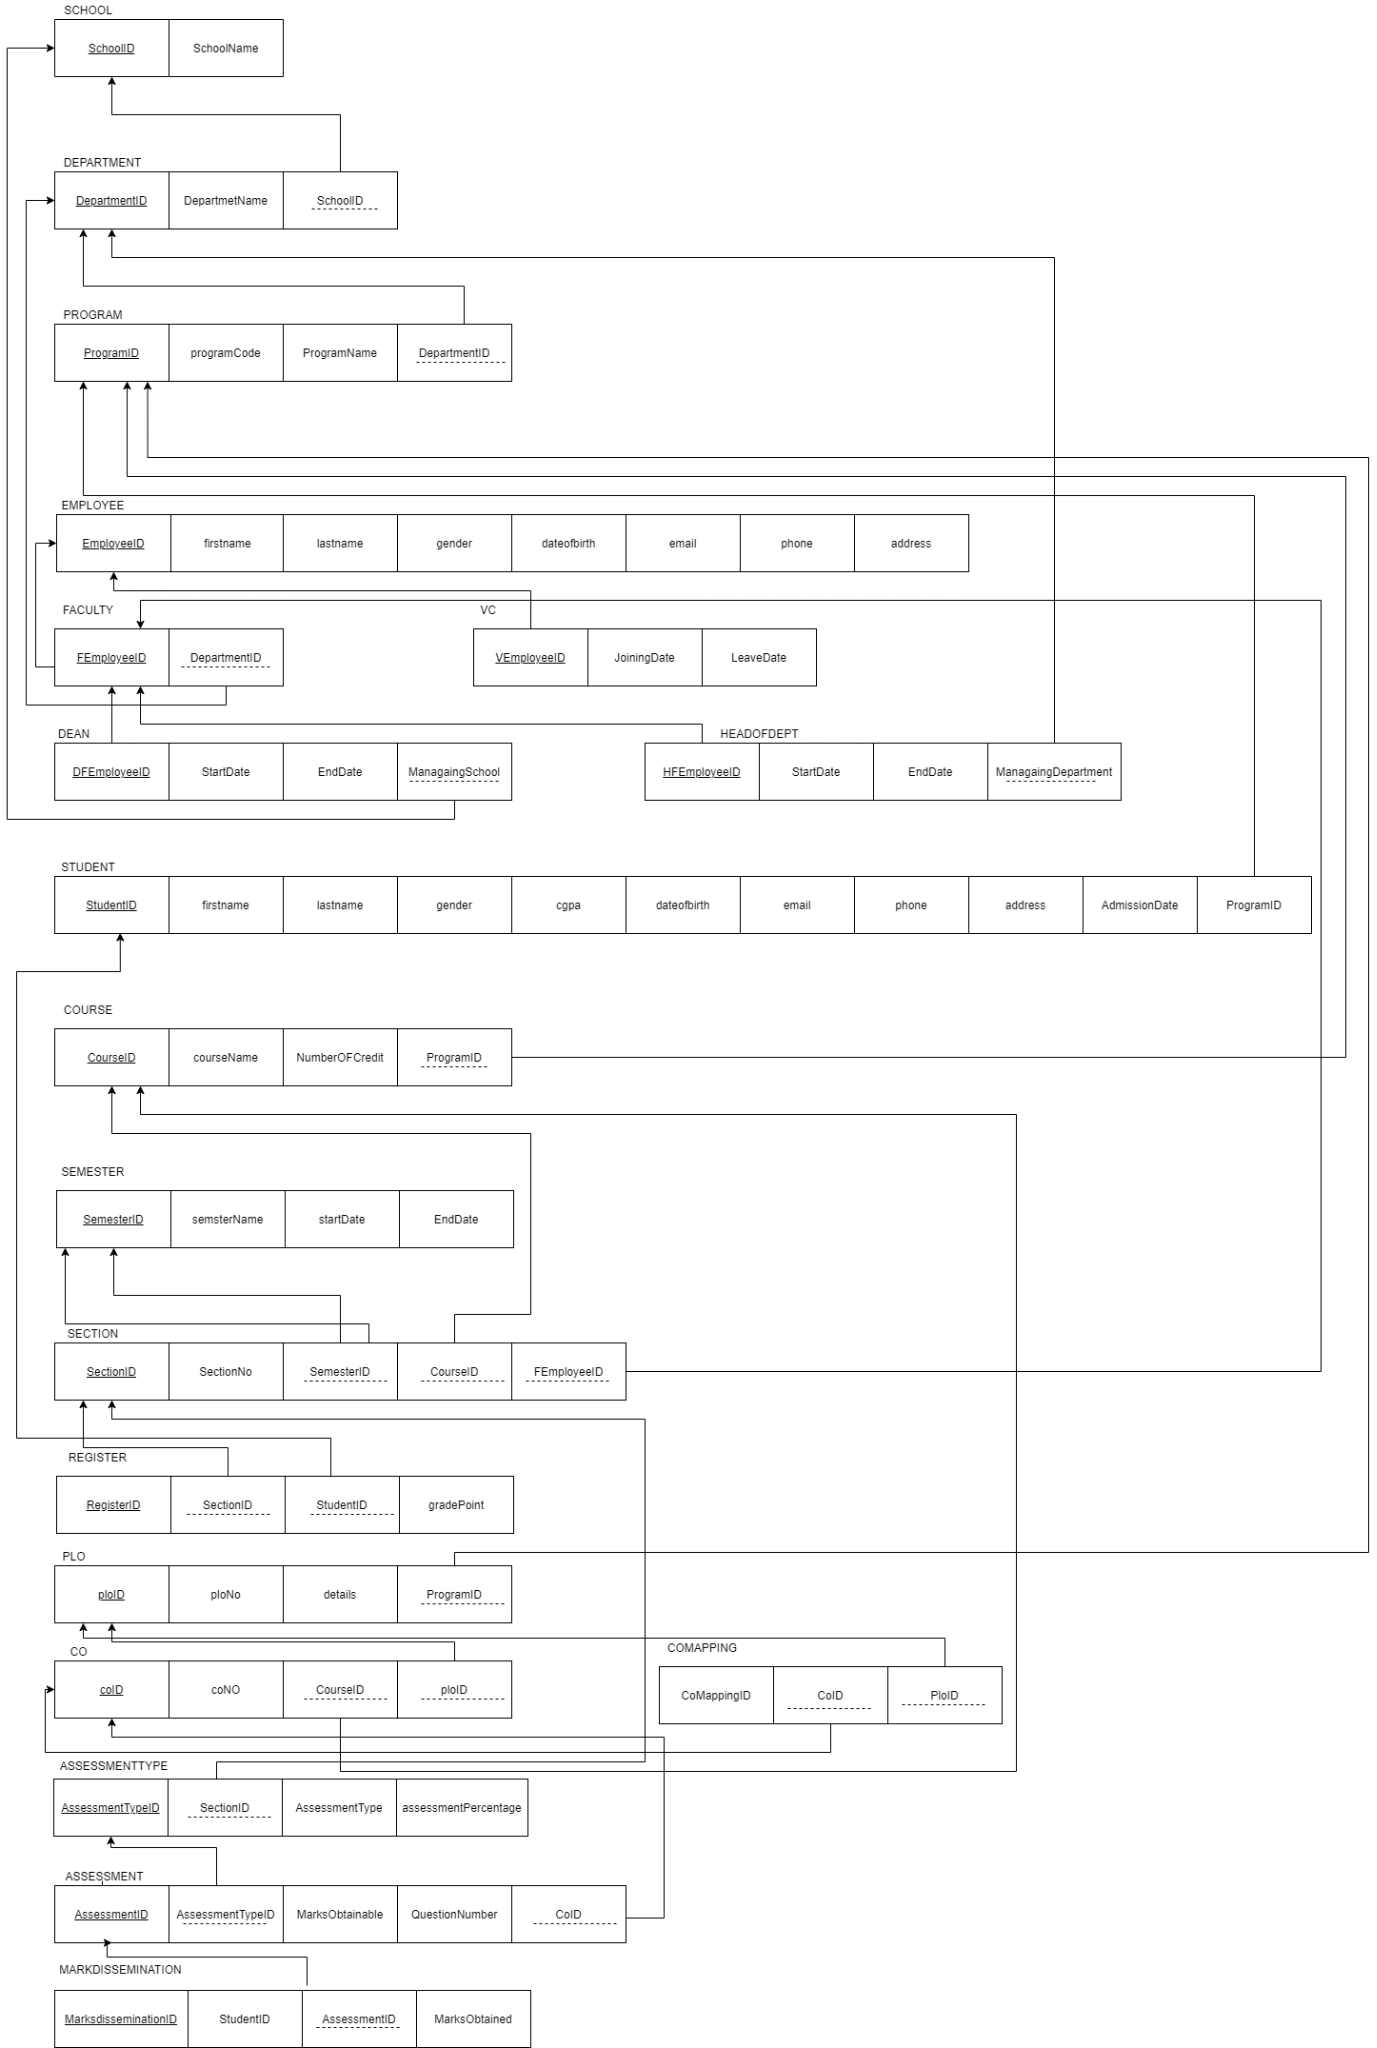 SCHOOL
SchoolID SchoolName
DEPARTMENT
DepartmentID DepartmetName SchoolID
PROGRAM
ProgramID programCode ProgramName DepartmentID
EMPLOYEE
EmployeeID firstname lastname gender dateofbirth email phone address
FACULTY VC
FEmployeeID DepartmentID VEmployeeID JoiningDate LeaveDate
DEAN HEADOFDEPT
DFEmployeeID StartDate EndDate ManagaingSchool HFEmployeeID StartDate EndDate ManagaingDepartment
STUDENT
StudentID firstname lastname gender cgpa dateofbirth email phone address AdmissionDate ProgramID
COURSE
CourseID courseName NumberOFCredit ProgramID
SEMESTER
SemesterID semsterName startDate EndDate
SECTION
SectionID SectionNo SemesterID CourseID FEmployeeID
REGISTER
RegisterID SectionID StudentID gradePoint
PLO
ploID ploNo details ProgramID
CO COMAPPING
coID coNO CourseID ploID CoMappingID CoID PloID
ASSESSMENTTYPE
AssessmentTypeID SectionID AssessmentType assessmentPercentage
ASSESSMENT
AssessmentID AssessmentTypeID MarksObtainable QuestionNumber CoID
MARKDISSEMINATION
MarksdisseminationID StudentID AssessmentID MarksObtained